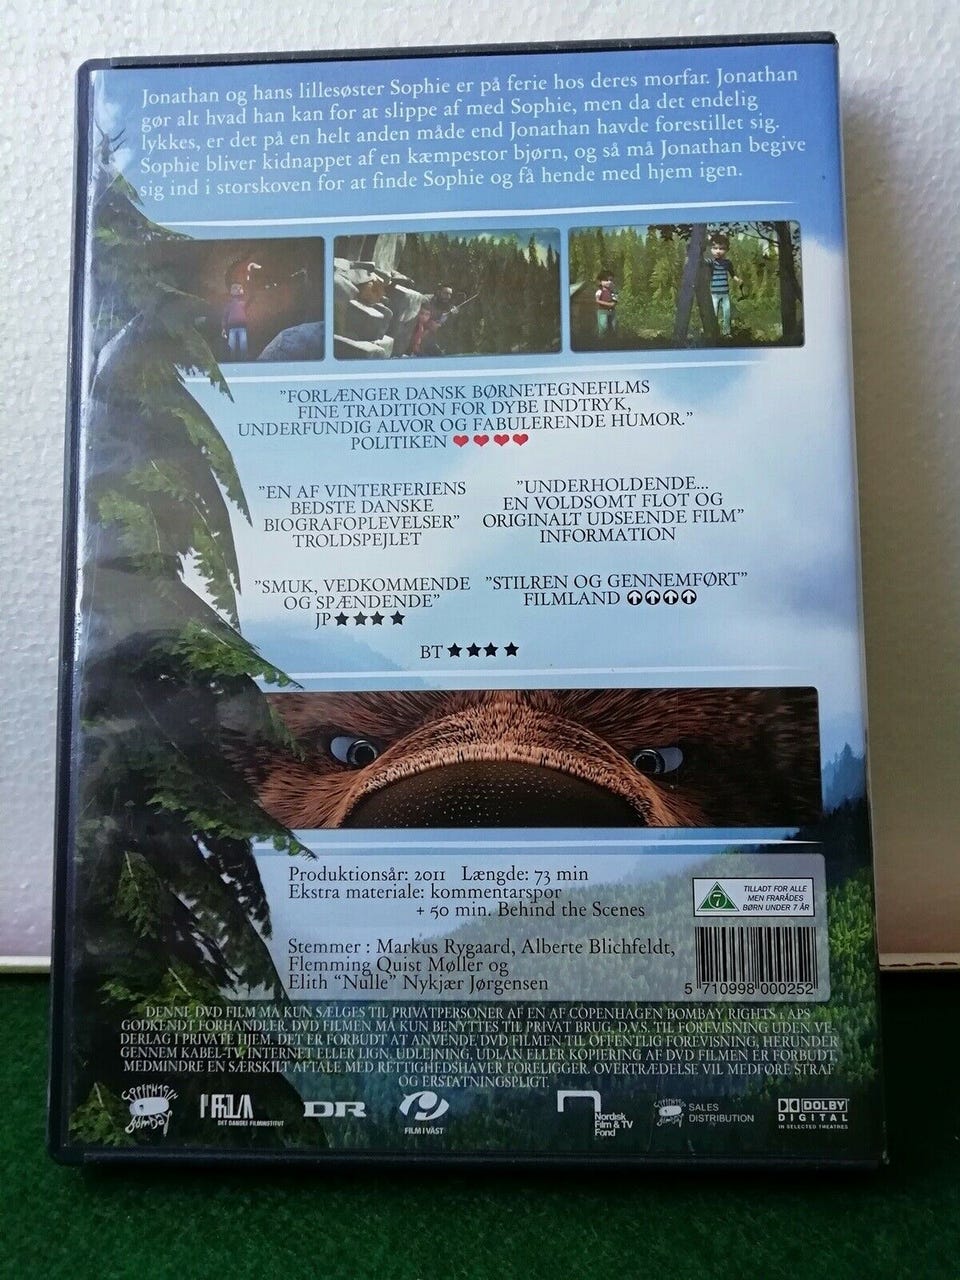 Jonathan og hans lillesøster Sophie er på ferie hos deres morfar. Jonathan
gør alt hvad han kan for at slippe af med Sophie, men da det endelig
lykkes, er det på en helt anden måde end Jonathan havde forestillet sig.
Sophie bliver kidnappet af en kæmpestor bjørn, og så må Jonathan begive
sig ind i storskoven for at finde Sophie og få hende med hjem igen.
"FORLÆNGER DANSK BØRNETEGNEFILMS
FINE TRADITION FOR DYBE INDTRYK,
UNDERFUNDIG ALVOR OG FABULERENDE HUMOR."
POLITIKEN ♥♥♥♥
"EN AF VINTERFERIENS
BEDSTE DANSKE
BIOGRAFOPLEVELSER"
TROLDSPEJLET
"UNDERHOLDENDE...
EN VOLDSOMT FLOT OG
ORIGINALT UDSEENDE FILM"
INFORMATION
"SMUK, VEDKOMMENDE
OG SPÆNDENDE"
JP ★★★★
"STILREN OG GENNEMFØRT"
FILMLAND
BT ★★★★
Produktionsår: 2011 Længde: 73 min
Ekstra materiale: kommentarspor
+ 50 min. Behind the Scenes
7
TILLADT FOR ALLE
MEN FRARÅDES
BØRN UNDER 7 ÅR
Stemmer : Markus Rygaard, Alberte Blichfeldt,
Flemming Quist Møller og
Elith "Nulle" Nykjær Jørgensen
5 710998 000252
DENNE DVD FILM MÅ KUN SÆLGES TIL PRIVATPERSONER AF EN AF COPENHAGEN BOMBAY RIGHTS 1 APS
GODKENDT FORHANDLER. DVD FILMEN MÅ KUN BENYTTES TIL PRIVAT BRUG, D.V.S. TIL FOREVISNING UDEN VE-
DERLAG I PRIVATE HJEM. DET ER FORBUDT AT ANVENDE DVD FILMEN TIL OFFENTLIG FOREVISNING, HERUNDER
GENNEM KABEL-TV, INTERNET ELLER LIGN. UDLEJNING, UDLÅN ELLER KOPIERING AF DVD FILMEN ER FORBUDT,
MEDMINDRE EN SÆRSKILT AFTALE MED RETTIGHEDSHAVER FORELIGGER. OVERTRÆDELSE VIL MEDFØRE STRAF
OG ERSTATNINGSPLIGT.
COPENHAGEN
BOMBAY
DET DANSKE FILMINSTITUT
DR
FILM I VÄST
Nordisk
Film & TV
Fond
SALES
DISTRIBUTION
DOLBY
DIGITAL
IN SELECTED THEATRES